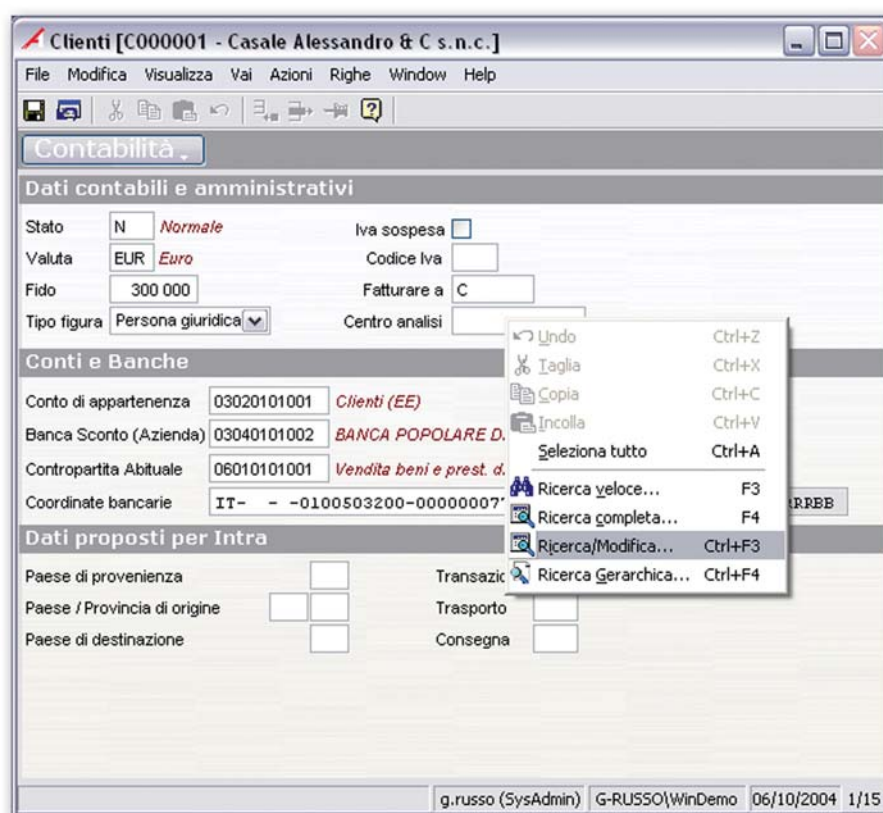 Clienti [C000001 - Casale Alessandro & C s.n.c.]
File Modifica Visualizza Vai Azioni Righe Window Help
Contabilità
Dati contabili e amministrativi
Stato N Normale Iva sospesa
Valuta EUR Euro Codice Iva
Fido 300 000 Fatturare a C
Tipo figura Persona giuridica Centro analisi
Undo Ctrl+Z
Taglia Ctrl+X
Copia Ctrl+C
Incolla Ctrl+V
Seleziona tutto Ctrl+A
Ricerca veloce... F3
Ricerca completa... F4
Ricerca/Modifica... Ctrl+F3
Ricerca Gerarchica... Ctrl+F4
Conti e Banche
Conto di appartenenza 03020101001 Clienti (EE)
Banca Sconto (Azienda) 03040101002 BANCA POPOLARE D.
Contropartita Abituale 06010101001 Vendita beni e prest. d.
Coordinate bancarie IT- - -0100503200-00000007
Dati proposti per Intra
Paese di provenienza
Paese / Provincia di origine Trasporto
Paese di destinazione Consegna
g.russo (SysAdmin) G-RUSSO\WinDemo 06/10/2004 1/15